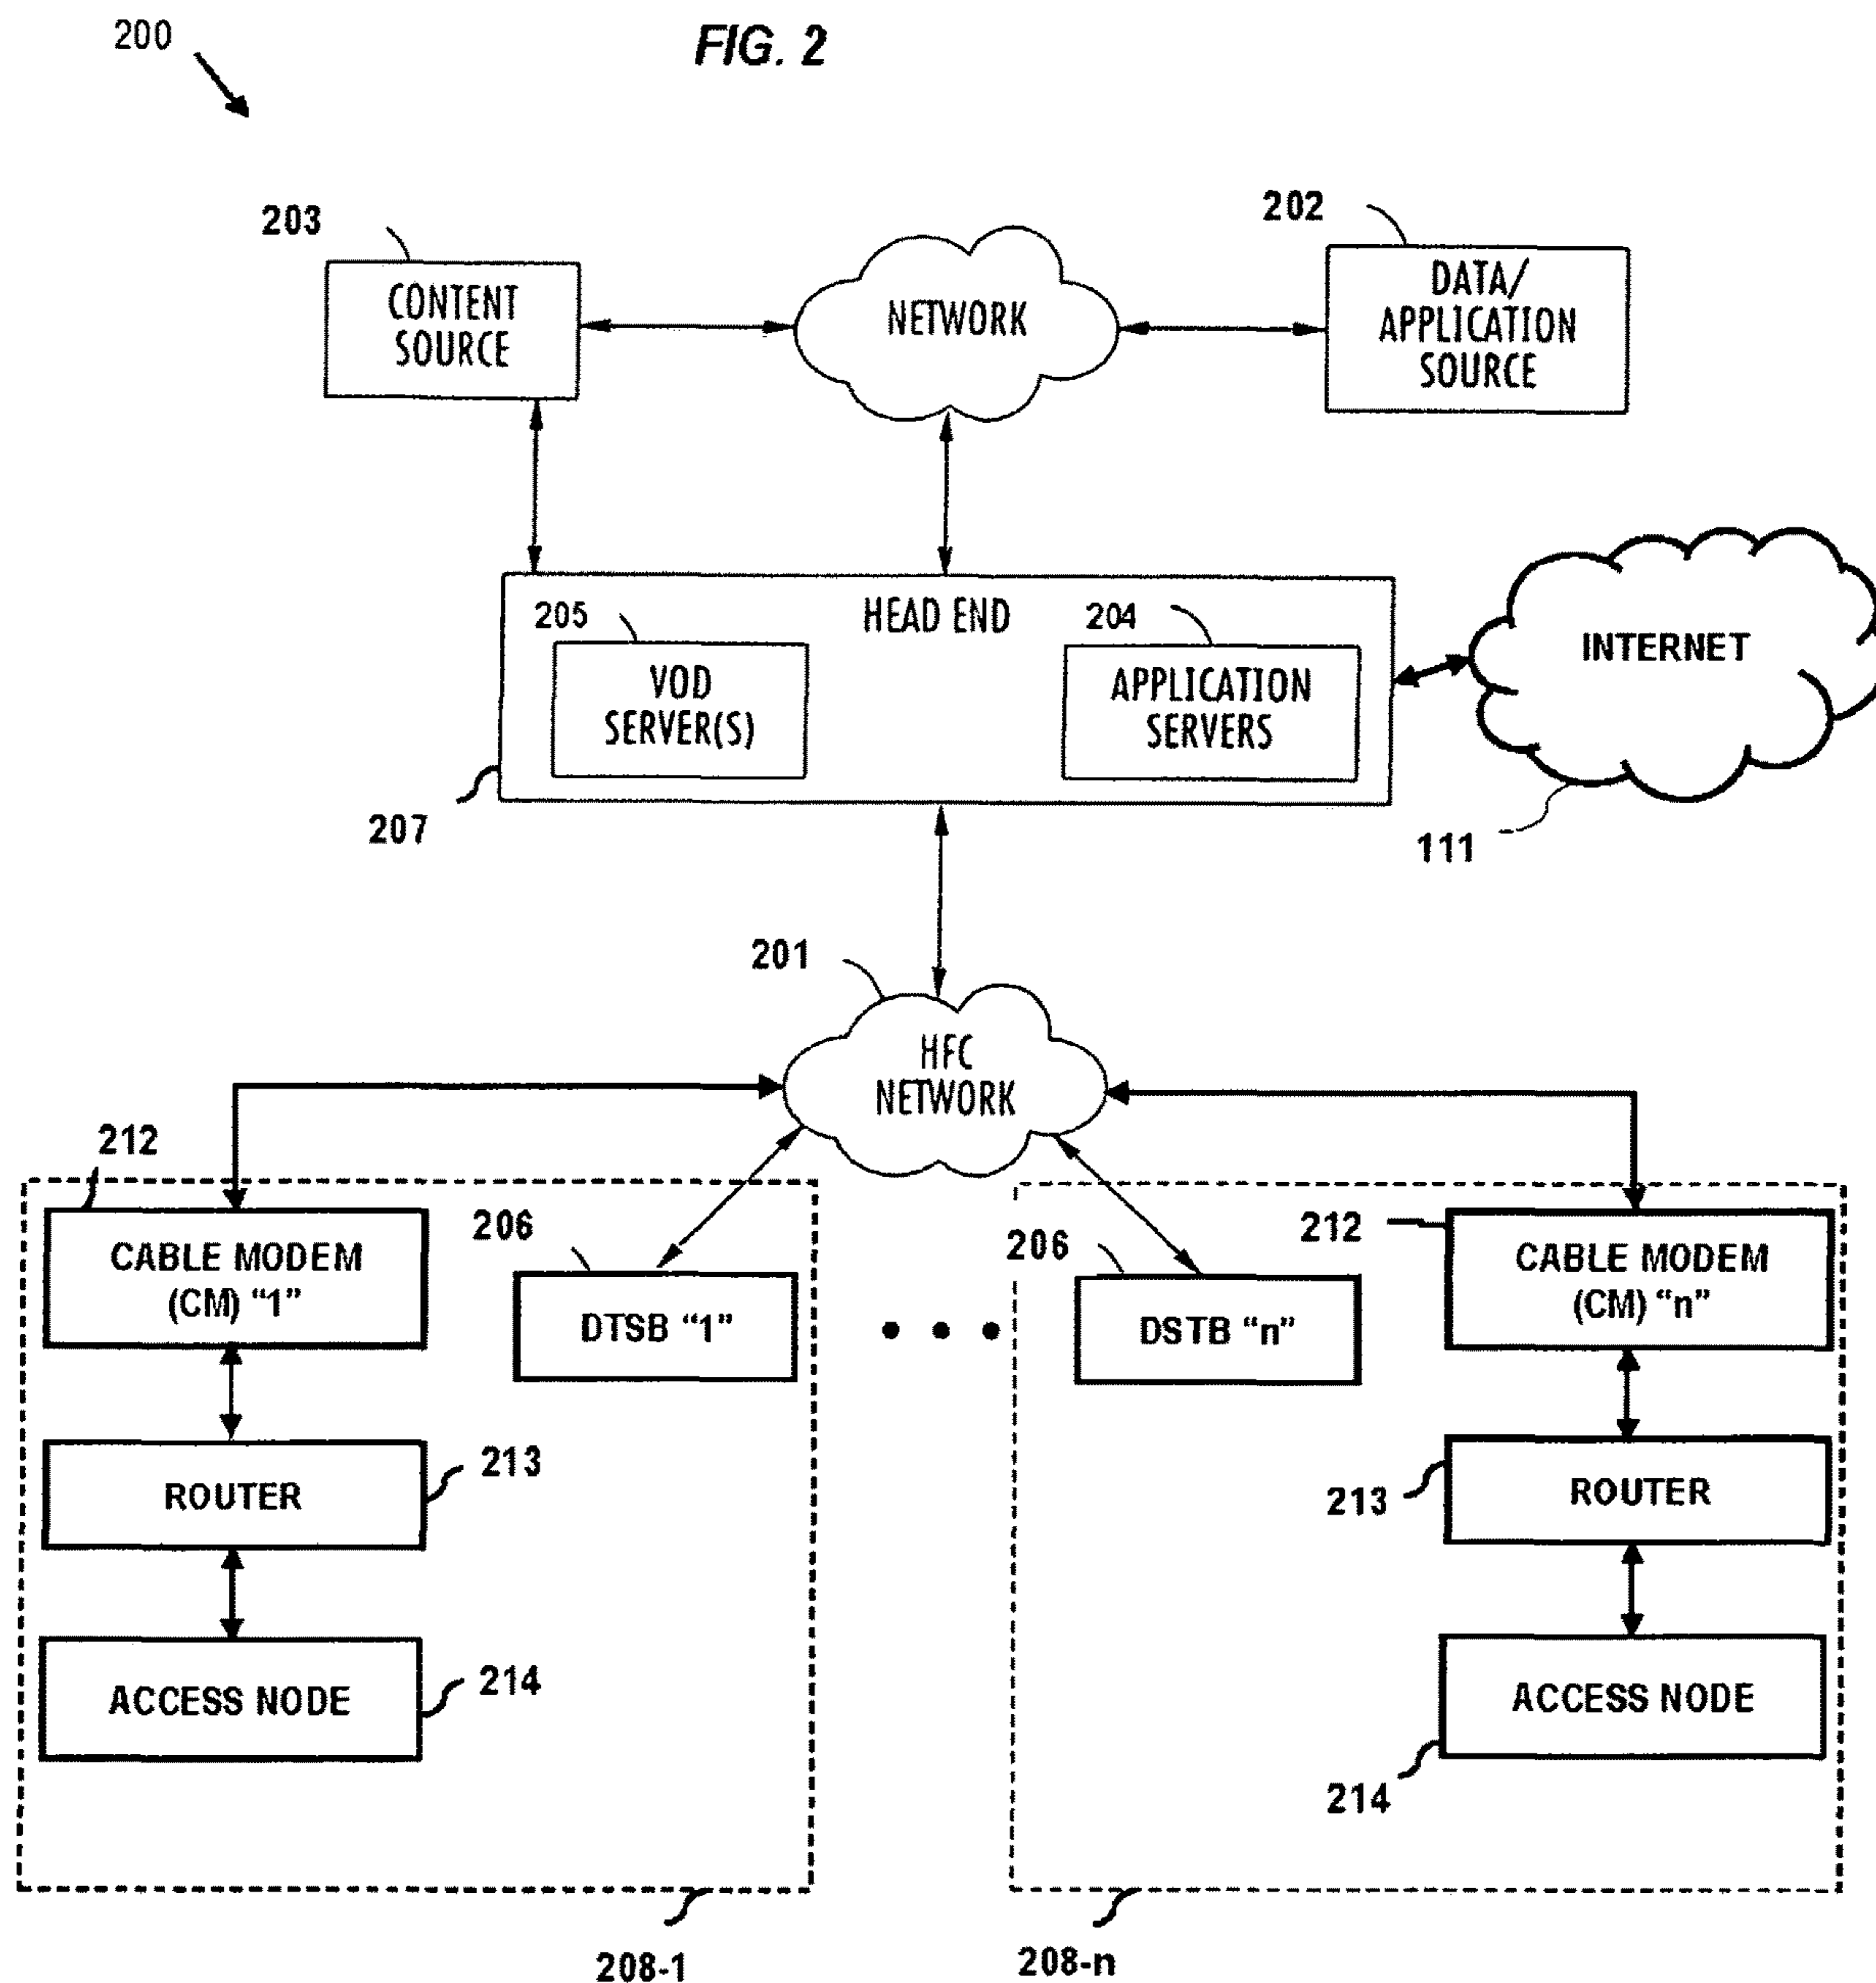 200
FIG. 2
203
202
CONTENT
SOURCE
NETWORK
DATA/
APPLICATION
SOURCE
HEAD END
205
204
VOD
SERVER(S)
APPLICATION
SERVERS
INTERNET
207
111
201
HFC
NETWORK
212
206
206
212
CABLE MODEM
(CM) “1”
DTSB “1”
DSTB “n”
CABLE MODEM
(CM) “n”
213
213
ROUTER
ROUTER
214
214
ACCESS NODE
ACCESS NODE
208-1
208-n